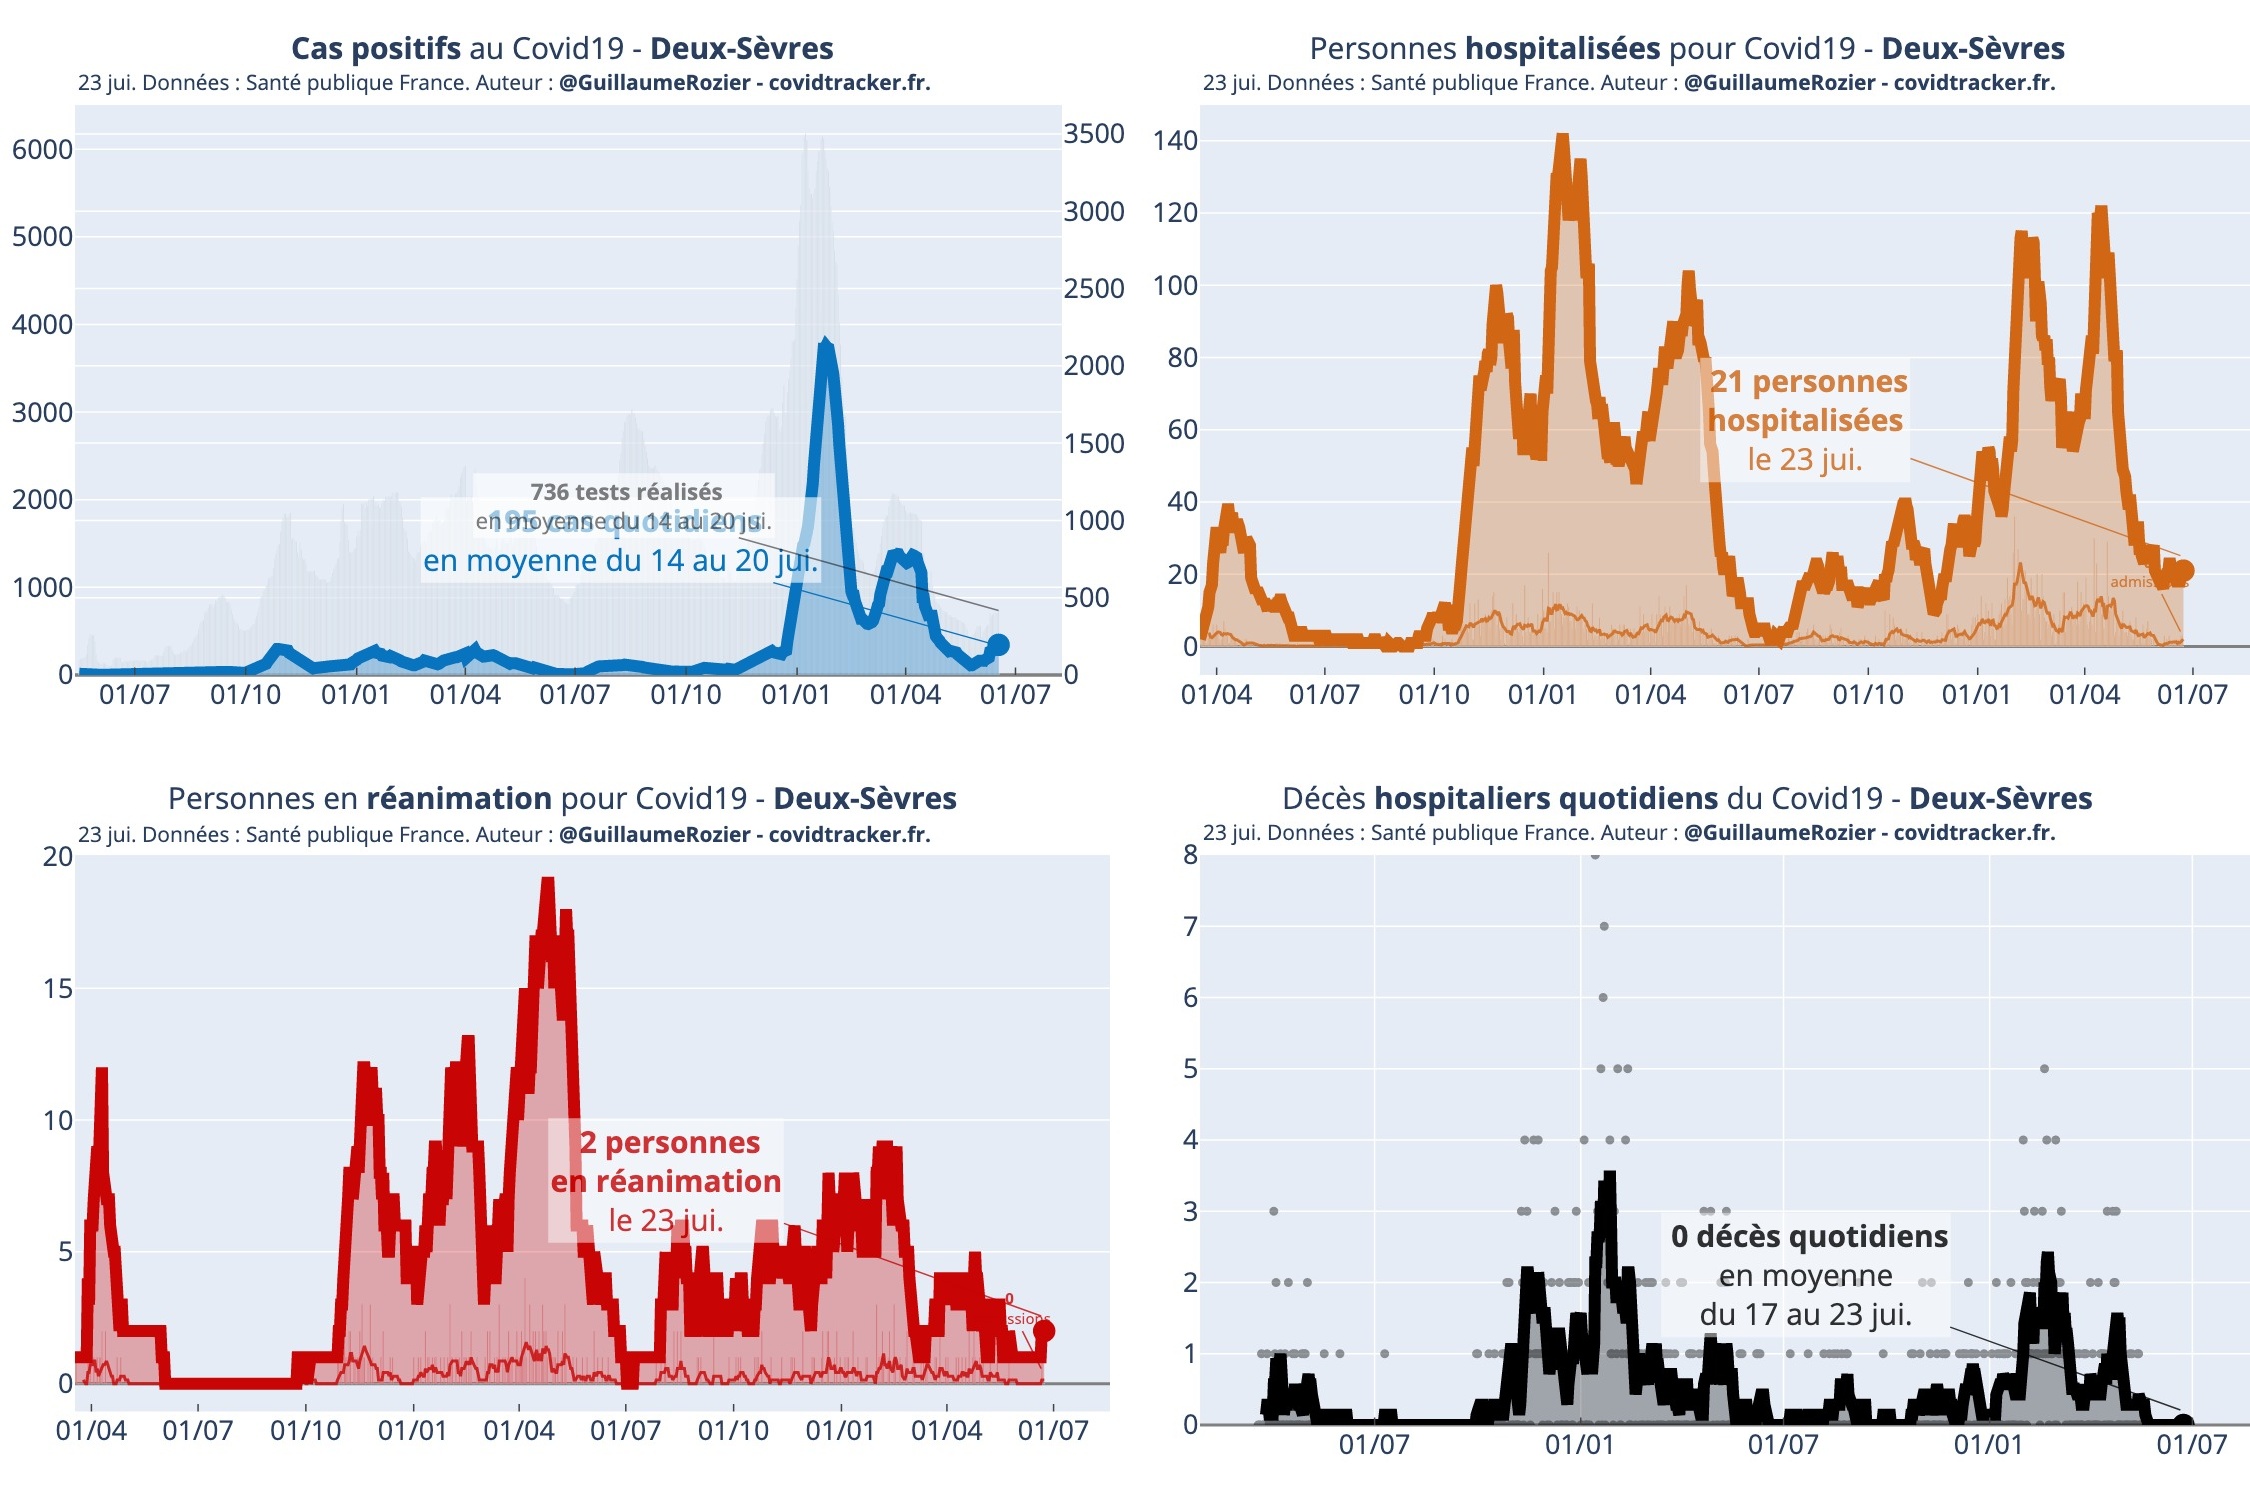 Cas positifs au Covid19 - Deux-Sèvres
23 jui. Données : Santé publique France. Auteur : @GuillaumeRozier - covidtracker.fr.
6000
5000
4000
3000
2000
1000
0
3500
3000
2500
2000
1500
1000
500
0
736 tests réalisés
en moyenne du 14 au 20 jui.
195 cas quotidiens
en moyenne du 14 au 20 jui.
01/07 01/10 01/01 01/04 01/07 01/10 01/01 01/04 01/07
Personnes hospitalisées pour Covid19 - Deux-Sèvres
23 jui. Données : Santé publique France. Auteur : @GuillaumeRozier - covidtracker.fr.
140
120
100
80
60
40
20
0
21 personnes
hospitalisées
le 23 jui.
01/04 01/07 01/10 01/01 01/04 01/07 01/10 01/01 01/04 01/07
Personnes en réanimation pour Covid19 - Deux-Sèvres
23 jui. Données : Santé publique France. Auteur : @GuillaumeRozier - covidtracker.fr.
20
15
10
5
0
2 personnes
en réanimation
le 23 jui.
0
01/04 01/07 01/10 01/01 01/04 01/07 01/10 01/01 01/04 01/07
Décès hospitaliers quotidiens du Covid19 - Deux-Sèvres
23 jui. Données : Santé publique France. Auteur : @GuillaumeRozier - covidtracker.fr.
8
7
6
5
4
3
2
1
0
0 décès quotidiens
en moyenne
du 17 au 23 jui.
01/07 01/01 01/07 01/01 01/07